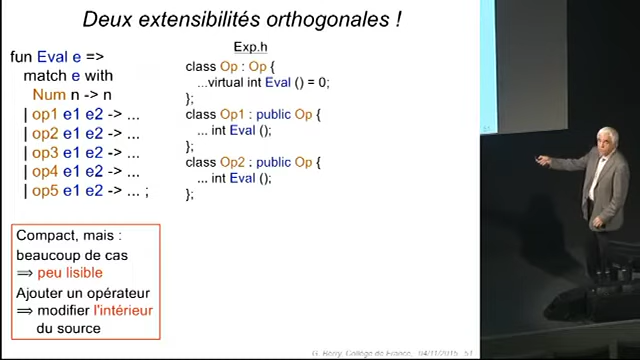 Deux extensibilités orthogonales !
fun Eval e =>
match e with
Num n -> n
| op1 e1 e2 -> ...
| op2 e1 e2 -> ...
| op3 e1 e2 -> ...
| op4 e1 e2 -> ...
| op5 e1 e2 -> ... ;
Exp.h
class Op : Op {
...virtual int Eval () = 0;
};
class Op1 : public Op {
... int Eval ();
};
class Op2 : public Op {
... int Eval ();
};
Compact, mais :
beaucoup de cas
⟹ peu lisible
Ajouter un opérateur
⟹ modifier l'intérieur
du source
G. Berry, Collège de France, 04/11/2015 51